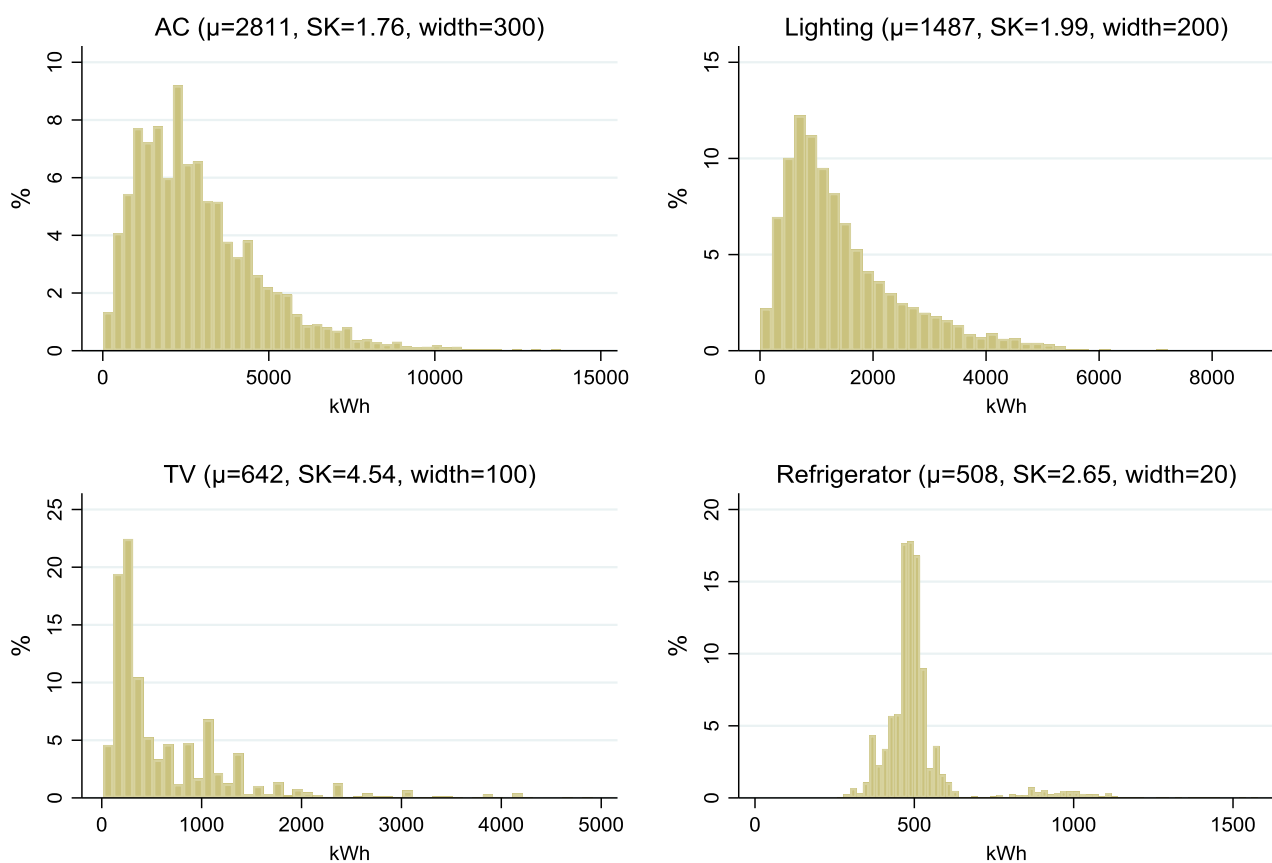 AC (μ=2811, SK=1.76, width=300)
%
10
8
6
4
2
0
0 5000 10000 15000
kWh
Lighting (μ=1487, SK=1.99, width=200)
%
15
10
5
0
0 2000 4000 6000 8000
kWh
TV (μ=642, SK=4.54, width=100)
%
25
20
15
10
5
0
0 1000 2000 3000 4000 5000
kWh
Refrigerator (μ=508, SK=2.65, width=20)
%
20
15
10
5
0
0 500 1000 1500
kWh